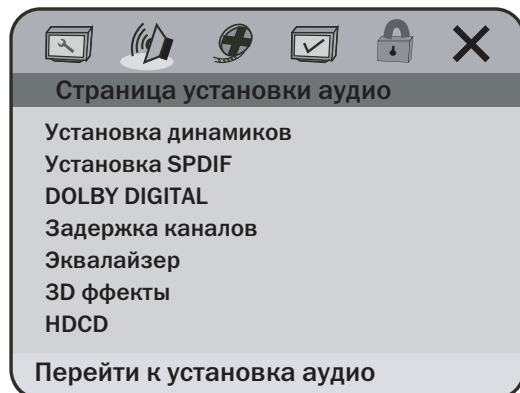 Страница установки аудио
Установка динамиков
Установка SPDIF
DOLBY DIGITAL
Задержка каналов
Эквалайзер
3D ффекты
HDCD
Перейти к установка аудио